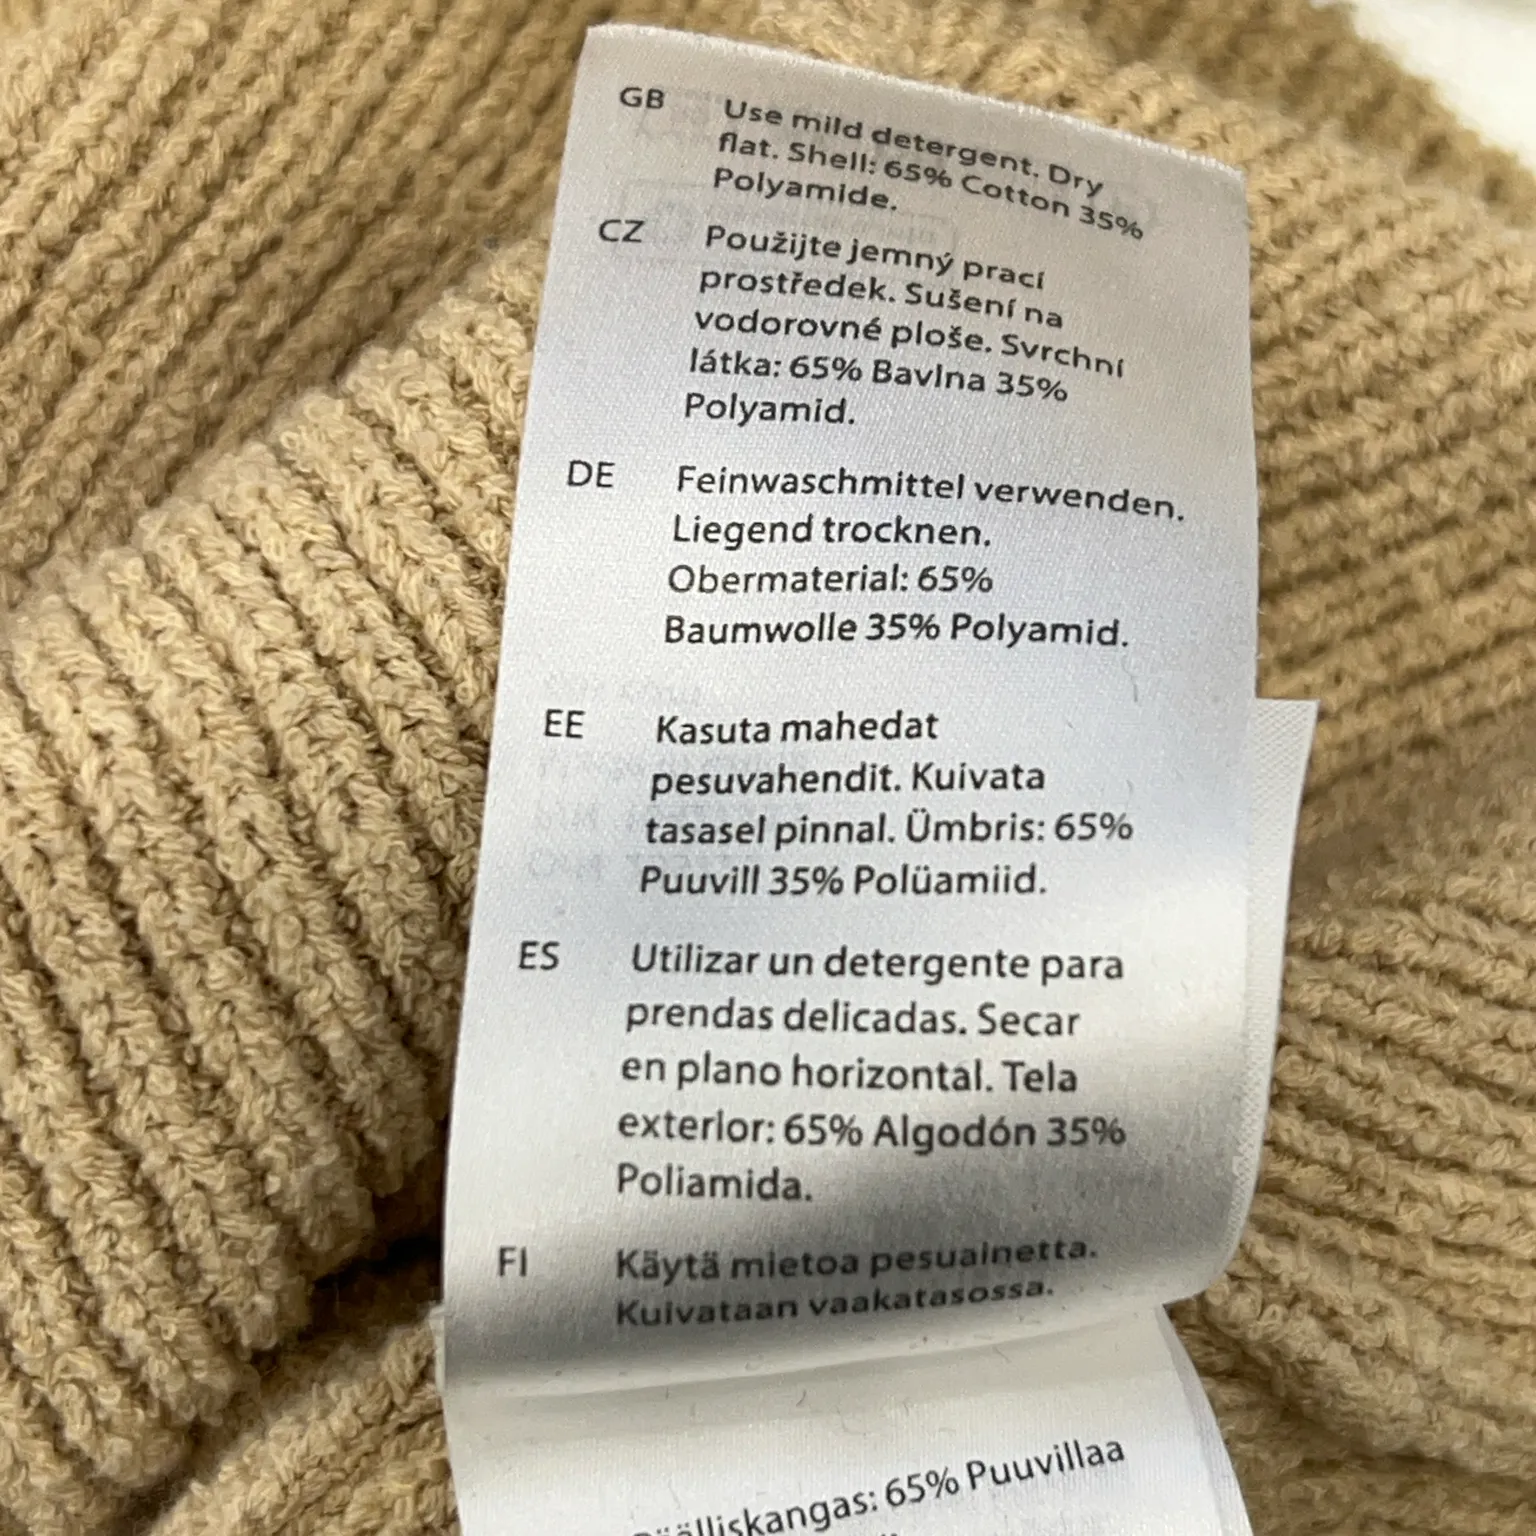 GB Use mild detergent. Dry
flat. Shell: 65% Cotton 35%
Polyamide.
CZ Použijte jemný prací
prostředek. Sušení na
vodorovné ploše. Svrchní
látka: 65% Bavlna 35%
Polyamid.
DE Feinwaschmittel verwenden.
Liegend trocknen.
Obermaterial: 65%
Baumwolle 35% Polyamid.
EE Kasuta mahedat
pesuvahendit. Kuivata
tasasel pinnal. Ümbris: 65%
Puuvill 35% Polüamiid.
ES Utilizar un detergente para
prendas delicadas. Secar
en plano horizontal. Tela
exterior: 65% Algodón 35%
Poliamida.
FI Käytä mietoa pesuainetta.
Kuivataan vaakatasossa.
Päälliskangas: 65% Puuvillaa